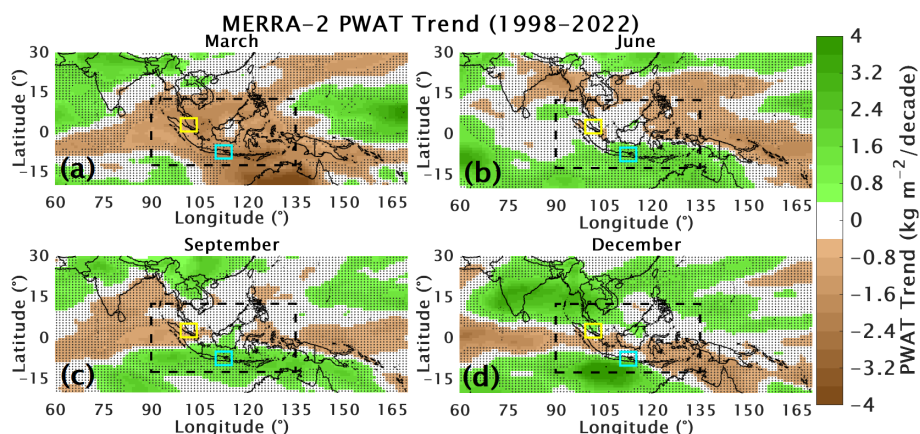 MERRA-2 PWAT Trend (1998-2022)
March
June
30
15
0
-15
Latitude (°)
(a)
60 75 90 105 120 135 150 165
Longitude (°)
30
15
0
-15
Latitude (°)
(b)
60 75 90 105 120 135 150 165
Longitude (°)
September
December
30
15
0
-15
Latitude (°)
(c)
60 75 90 105 120 135 150 165
Longitude (°)
30
15
0
-15
Latitude (°)
(d)
60 75 90 105 120 135 150 165
Longitude (°)
4
3.2
2.4
1.6
0.8
0
-0.8
-1.6
-2.4
-3.2
-4
PWAT Trend (kg m⁻²/decade)